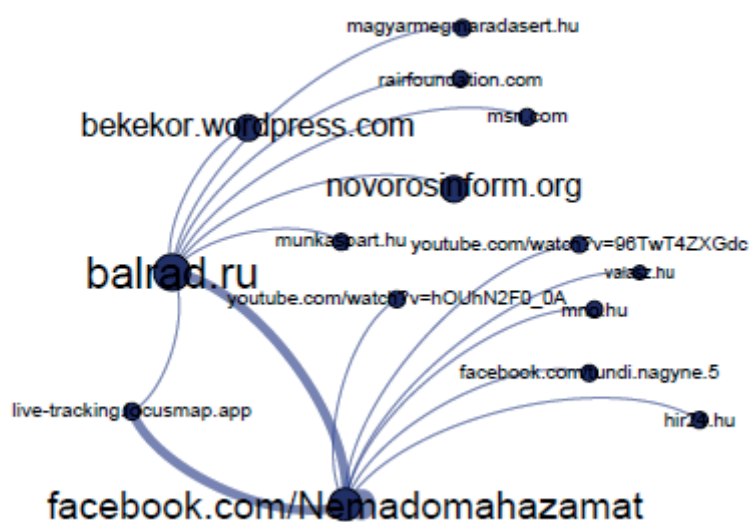 magyarmegmaradasert.hu
rairfoundation.com
msn.com
bekekor.wordpress.com
novorosinform.org
munkaspart.hu
youtube.com/watch?v=96TwT4ZXGdc
balrad.ru
valasz.hu
youtube.com/watch?v=hOUhN2F0_0A
mno.hu
facebook.com/tundi.nagyne.5
live-tracking.locusmap.app
hir24.hu
facebook.com/Nemadomahazamat